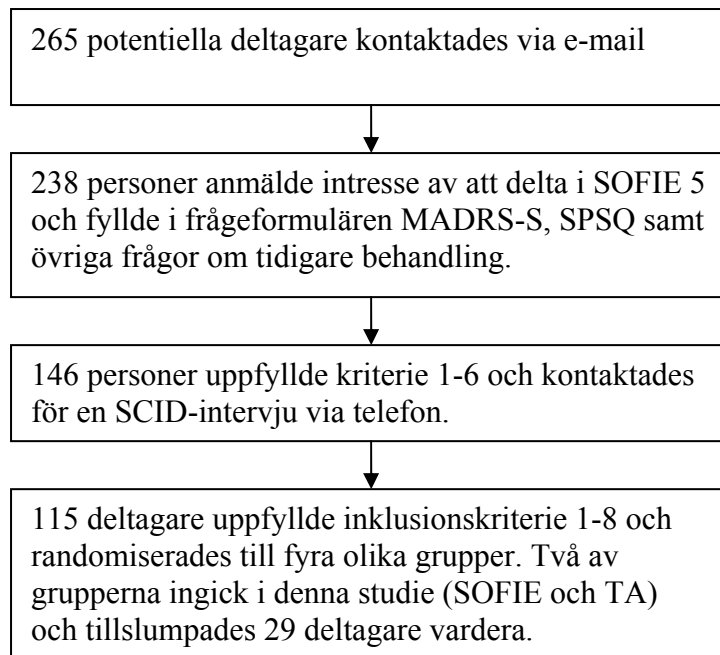 265 potentiella deltagare kontaktades via e-mail
238 personer anmälde intresse av att delta i SOFIE 5
och fyllde i frågeformulären MADRS-S, SPSQ samt
övriga frågor om tidigare behandling.
146 personer uppfyllde kriterie 1-6 och kontaktades
för en SCID-intervju via telefon.
115 deltagare uppfyllde inklusionskriterie 1-8 och
randomiserades till fyra olika grupper. Två av
grupperna ingick i denna studie (SOFIE och TA)
och tillslumpades 29 deltagare vardera.